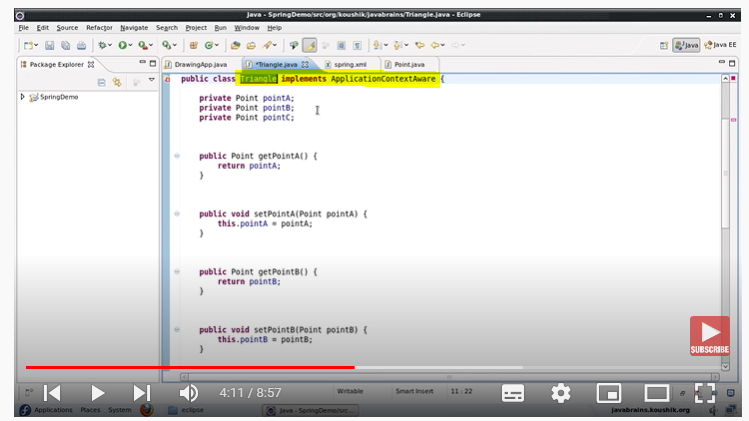 Java - SpringDemo/src/org/koushik/javabrains/Triangle.java - Eclipse
File Edit Source Refactor Navigate Search Project Run Window Help
Java Java EE
Package Explorer
DrawingApp.java *Triangle.java spring.xml Point.java
SpringDemo
public class Triangle implements ApplicationContextAware {
private Point pointA;
private Point pointB;
private Point pointC;
public Point getPointA() {
return pointA;
}
public void setPointA(Point pointA) {
this.pointA = pointA;
}
public Point getPointB() {
return pointB;
}
public void setPointB(Point pointB) {
this.pointB = pointB;
}
SUBSCRIBE
4:11 / 8:57
Writable Smart Insert 11 : 22
Applications Places System eclipse Java - SpringDemo/src... javabrains.koushik.org